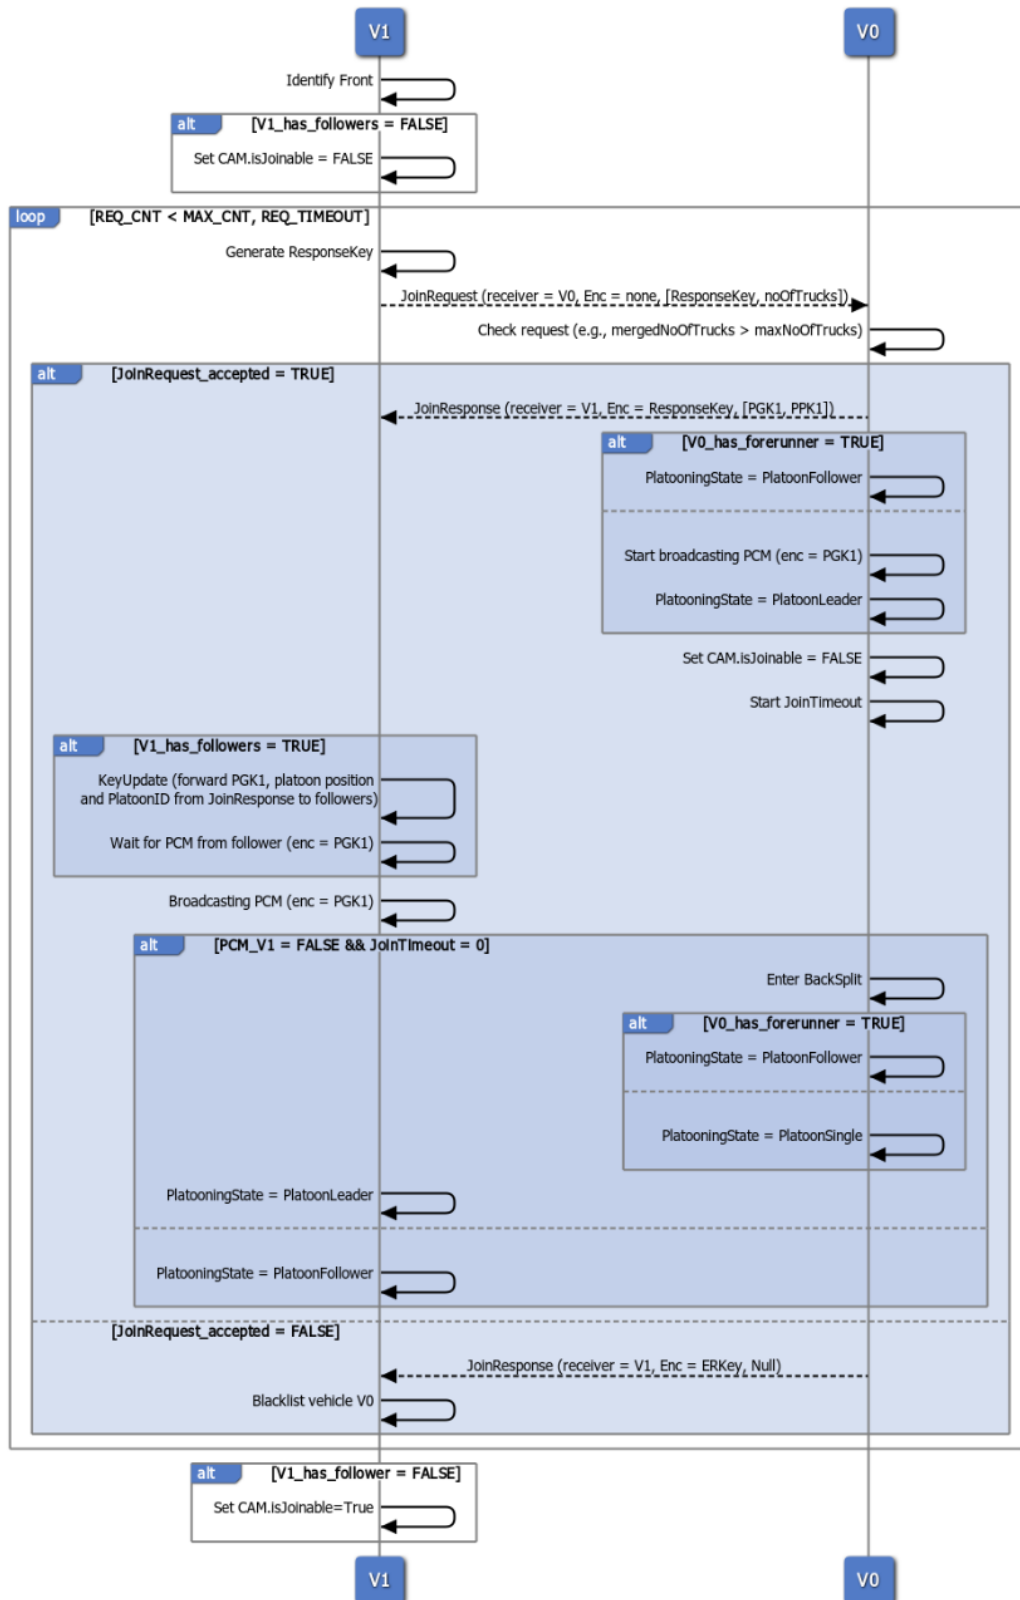 V1
V0
Identify Front
alt
[V1_has_followers = FALSE]
Set CAM.isJoinable = FALSE
loop
[REQ_CNT < MAX_CNT, REQ_TIMEOUT]
Generate ResponseKey
JoinRequest (receiver = V0, Enc = none, [ResponseKey, noOfTrucks])
Check request (e.g., mergedNoOfTrucks > maxNoOfTrucks)
alt
[JoinRequest_accepted = TRUE]
JoinResponse (receiver = V1, Enc = ResponseKey, [PGK1, PPK1])
alt
[V0_has_forerunner = TRUE]
PlatooningState = PlatoonFollower
Start broadcasting PCM (enc = PGK1)
PlatooningState = PlatoonLeader
Set CAM.isJoinable = FALSE
Start JoinTimeout
alt
[V1_has_followers = TRUE]
KeyUpdate (forward PGK1, platoon position
and PlatoonID from JoinResponse to followers)
Wait for PCM from follower (enc = PGK1)
Broadcasting PCM (enc = PGK1)
alt
[PCM_V1 = FALSE && JoinTImeout = 0]
Enter BackSplit
alt
[V0_has_forerunner = TRUE]
PlatooningState = PlatoonFollower
PlatooningState = PlatoonSingle
PlatooningState = PlatoonLeader
PlatooningState = PlatoonFollower
[JoinRequest_accepted = FALSE]
JoinResponse (receiver = V1, Enc = ERKey, Null)
Blacklist vehicle V0
alt
[V1_has_follower = FALSE]
Set CAM.isJoinable=True
V1
V0